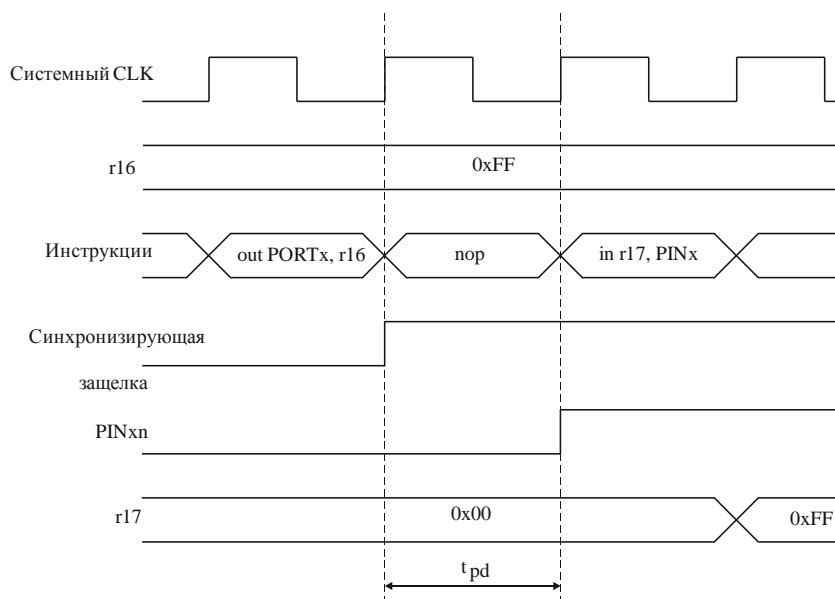 Системный CLK
r16
0xFF
Инструкции
out PORTx, r16
nop
in r17, PINx
Синхронизирующая
защелка
PINxn
r17
0x00
0xFF
t pd